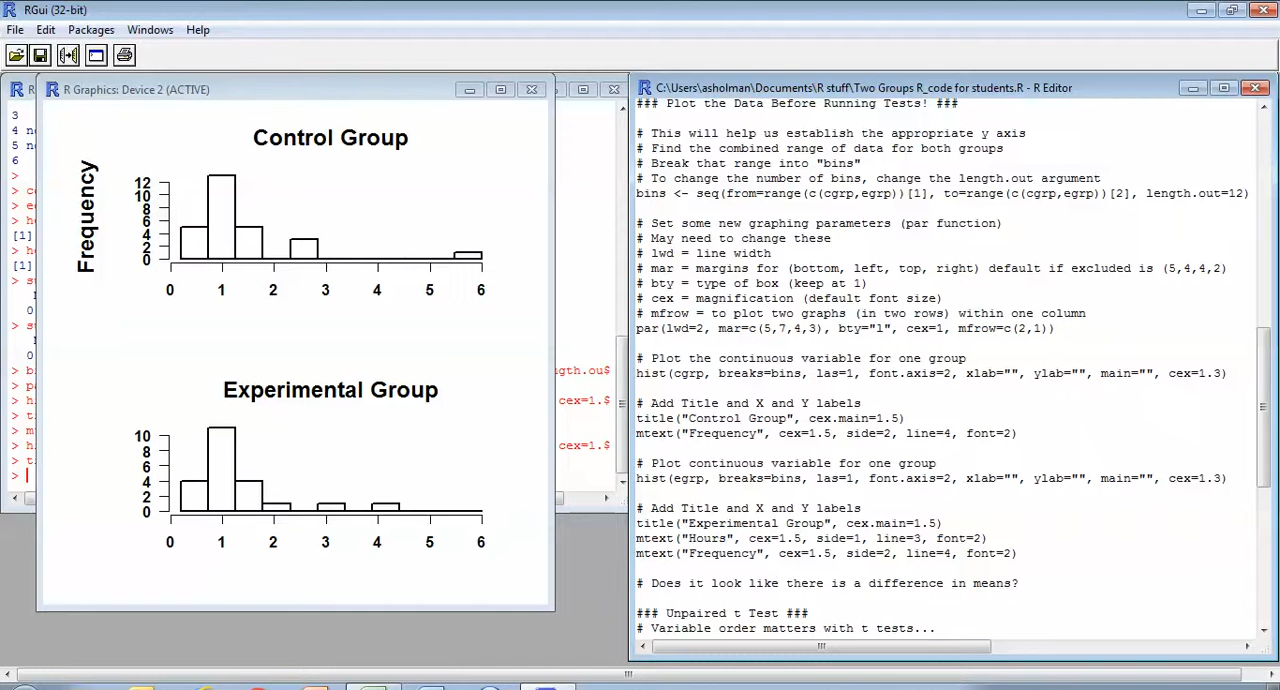 RGui (32-bit)
File Edit Packages Windows Help
R Graphics: Device 2 (ACTIVE)
Control Group
Frequency
12
10
8
6
4
2
0
0 1 2 3 4 5 6
Experimental Group
10
8
6
4
2
0
0 1 2 3 4 5 6
3
4 n
5 n
6
>
> c
> e
> h
[1]
> h
[1]
> s
0
> s
0
> b
> p
> h
> t
> m
> h
> t
>
ngth.ou$
cex=1.$
cex=1.$
C:\Users\asholman\Documents\R stuff\Two Groups R_code for students.R - R Editor
### Plot the Data Before Running Tests! ###
# This will help us establish the appropriate y axis
# Find the combined range of data for both groups
# Break that range into "bins"
# To change the number of bins, change the length.out argument
bins <- seq(from=range(c(cgrp,egrp))[1], to=range(c(cgrp,egrp))[2], length.out=12)
# Set some new graphing parameters (par function)
# May need to change these
# lwd = line width
# mar = margins for (bottom, left, top, right) default if excluded is (5,4,4,2)
# bty = type of box (keep at 1)
# cex = magnification (default font size)
# mfrow = to plot two graphs (in two rows) within one column
par(lwd=2, mar=c(5,7,4,3), bty="l", cex=1, mfrow=c(2,1))
# Plot the continuous variable for one group
hist(cgrp, breaks=bins, las=1, font.axis=2, xlab="", ylab="", main="", cex=1.3)
# Add Title and X and Y labels
title("Control Group", cex.main=1.5)
mtext("Frequency", cex=1.5, side=2, line=4, font=2)
# Plot continuous variable for one group
hist(egrp, breaks=bins, las=1, font.axis=2, xlab="", ylab="", main="", cex=1.3)
# Add Title and X and Y labels
title("Experimental Group", cex.main=1.5)
mtext("Hours", cex=1.5, side=1, line=3, font=2)
mtext("Frequency", cex=1.5, side=2, line=4, font=2)
# Does it look like there is a difference in means?
### Unpaired t Test ###
# Variable order matters with t tests...